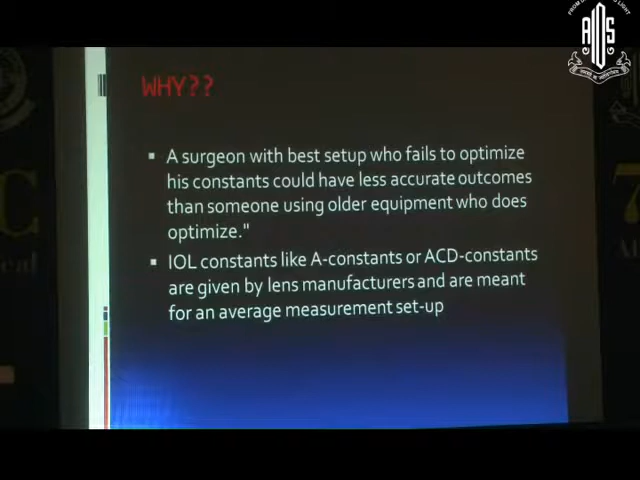 WHY??
A surgeon with best setup who fails to optimize
his constants could have less accurate outcomes
than someone using older equipment who does
optimize."
IOL constants like A-constants or ACD-constants
are given by lens manufacturers and are meant
for an average measurement set-up